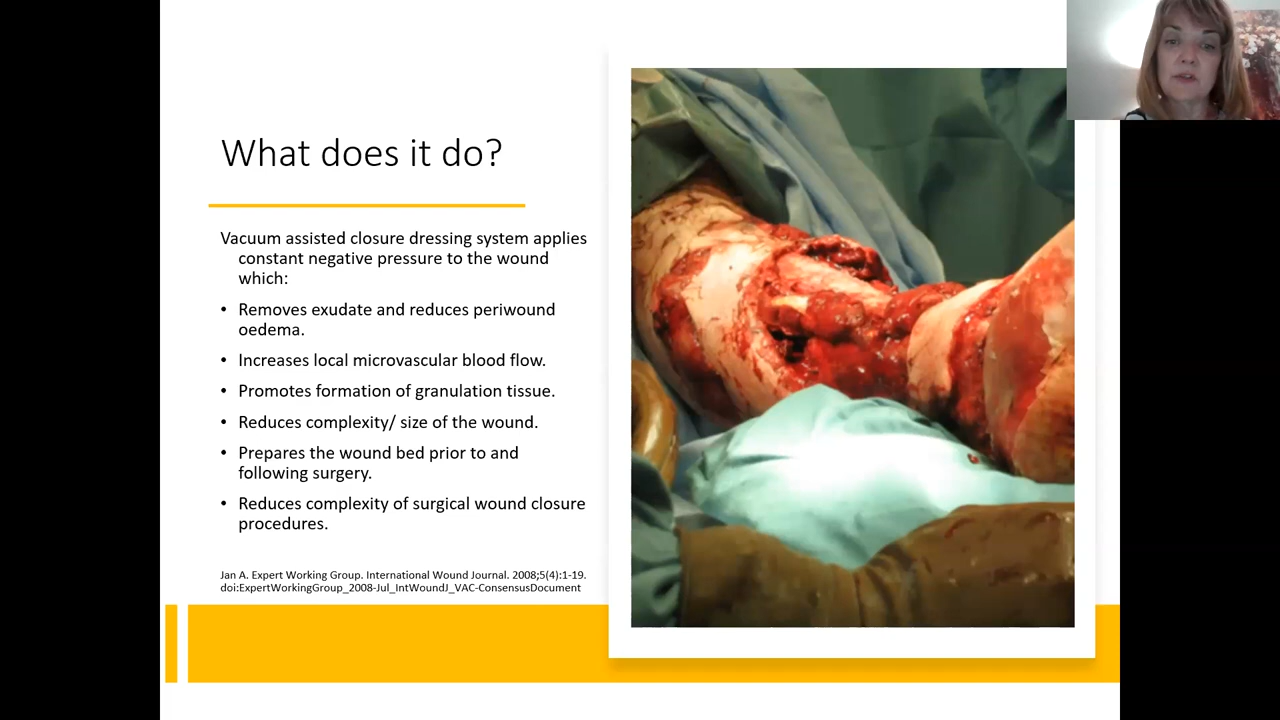 What does it do?
Vacuum assisted closure dressing system applies
constant negative pressure to the wound
which:
• Removes exudate and reduces periwound
oedema.
• Increases local microvascular blood flow.
• Promotes formation of granulation tissue.
• Reduces complexity/ size of the wound.
• Prepares the wound bed prior to and
following surgery.
• Reduces complexity of surgical wound closure
procedures.
Jan A. Expert Working Group. International Wound Journal. 2008;5(4):1-19.
doi:ExpertWorkingGroup_2008-Jul_IntWoundJ_VAC-ConsensusDocument